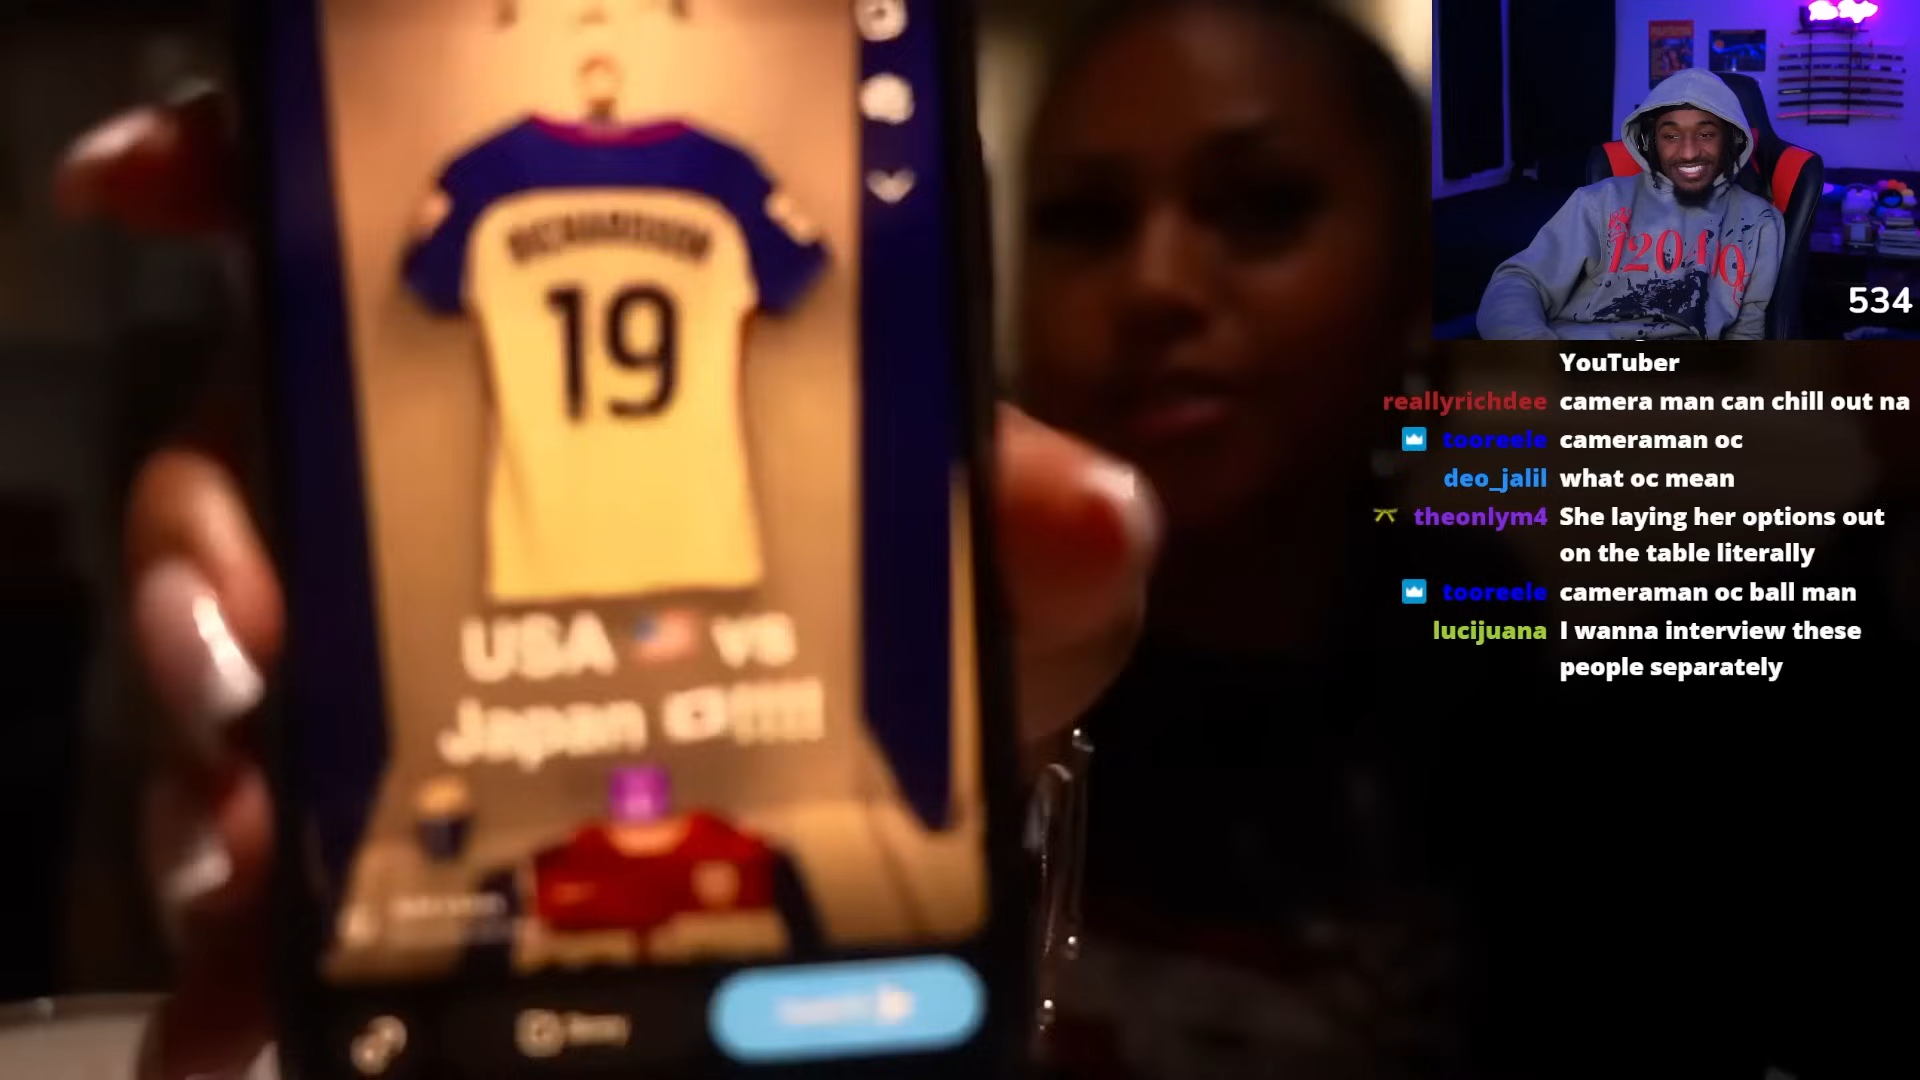 RICHARDSON
19
USA 🇺🇸 vs
Japan 🇯🇵!!!!!
120
534
YouTuber
reallyrichdee camera man can chill out na
tooreele cameraman oc
deo_jalil what oc mean
theonlym4 She laying her options out
on the table literally
tooreele cameraman oc ball man
lucijuana I wanna interview these
people separately